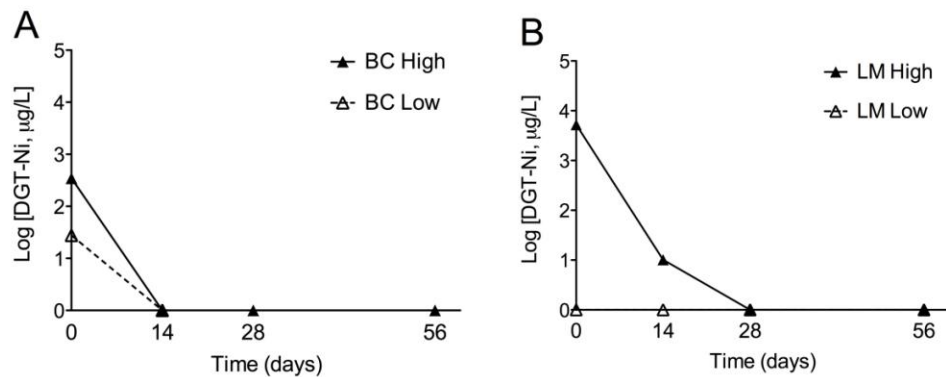 A
BC High
BC Low
Log [DGT-Ni, µg/L]
5
4
3
2
1
0
0 14 28 56
Time (days)
B
LM High
LM Low
Log [DGT-Ni, µg/L]
5
4
3
2
1
0
0 14 28 56
Time (days)